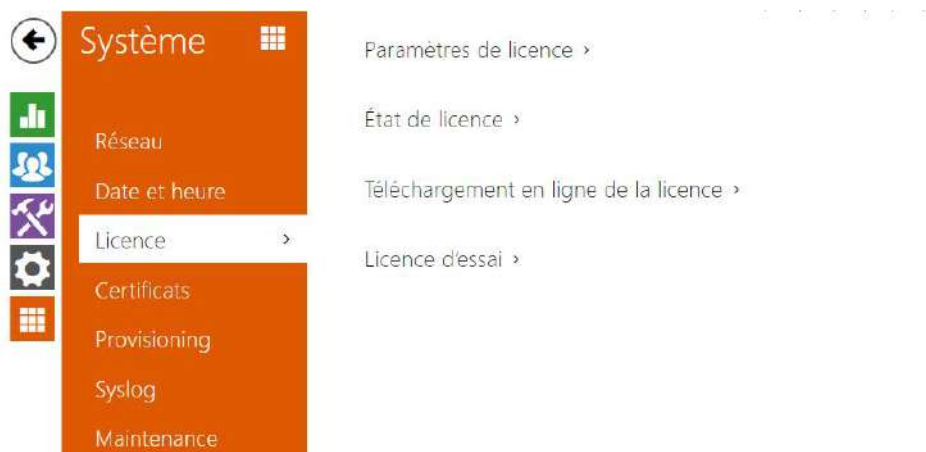 Système
Réseau
Date et heure
Licence
Certificats
Provisioning
Syslog
Maintenance
Paramètres de licence
État de licence
Téléchargement en ligne de la licence
Licence d'essai